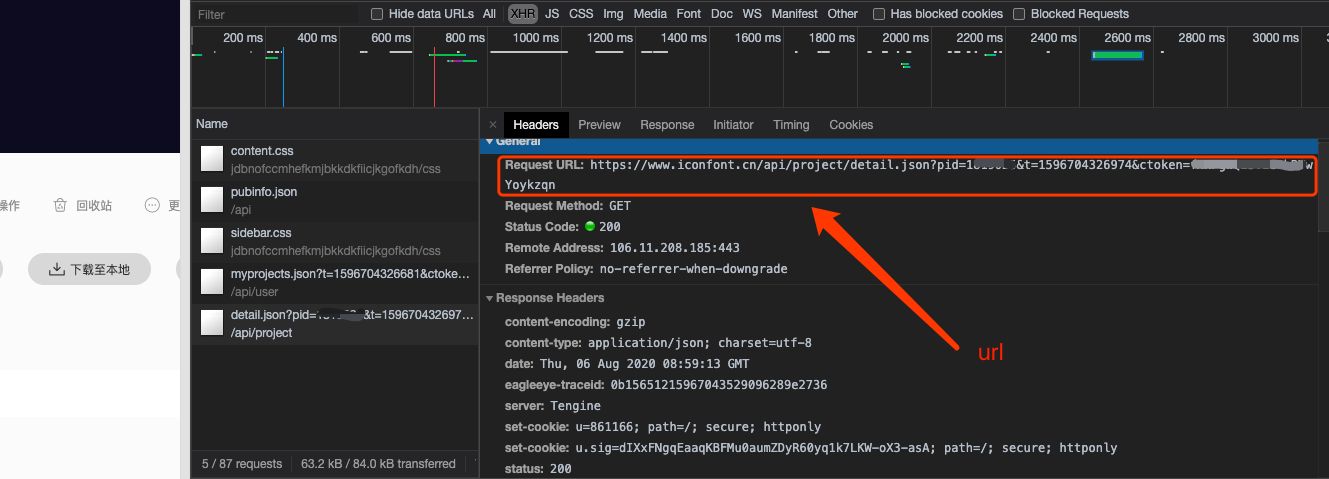 Filter
Hide data URLs All XHR JS CSS Img Media Font Doc WS Manifest Other Has blocked cookies Blocked Requests
200 ms 400 ms 600 ms 800 ms 1000 ms 1200 ms 1400 ms 1600 ms 1800 ms 2000 ms 2200 ms 2400 ms 2600 ms 2800 ms 3000 ms
操作 回收站 更
下载至本地
Name
content.css
jdbnofccmhefkmjbkkdkfiicjkgofkdh/css
pubinfo.json
/api
sidebar.css
jdbnofccmhefkmjbkkdkfiicjkgofkdh/css
myprojects.json?t=1596704326681&ctoke…
/api/user
detail.json?pid= &t=159670432697…
/api/project
5 / 87 requests 63.2 kB / 84.0 kB transferred
× Headers Preview Response Initiator Timing Cookies
General
Request URL: https://www.iconfont.cn/api/project/detail.json?pid= &t=1596704326974&ctoken= w
Yoykzqn
Request Method: GET
Status Code: 200
Remote Address: 106.11.208.185:443
Referrer Policy: no-referrer-when-downgrade
url
Response Headers
content-encoding: gzip
content-type: application/json; charset=utf-8
date: Thu, 06 Aug 2020 08:59:13 GMT
eagleeye-traceid: 0b15651215967043529096289e2736
server: Tengine
set-cookie: u=861166; path=/; secure; httponly
set-cookie: u.sig=dIXxFNgqEaaqKBFMu0aumZDyR60yq1k7LKW-oX3-asA; path=/; secure; httponly
status: 200